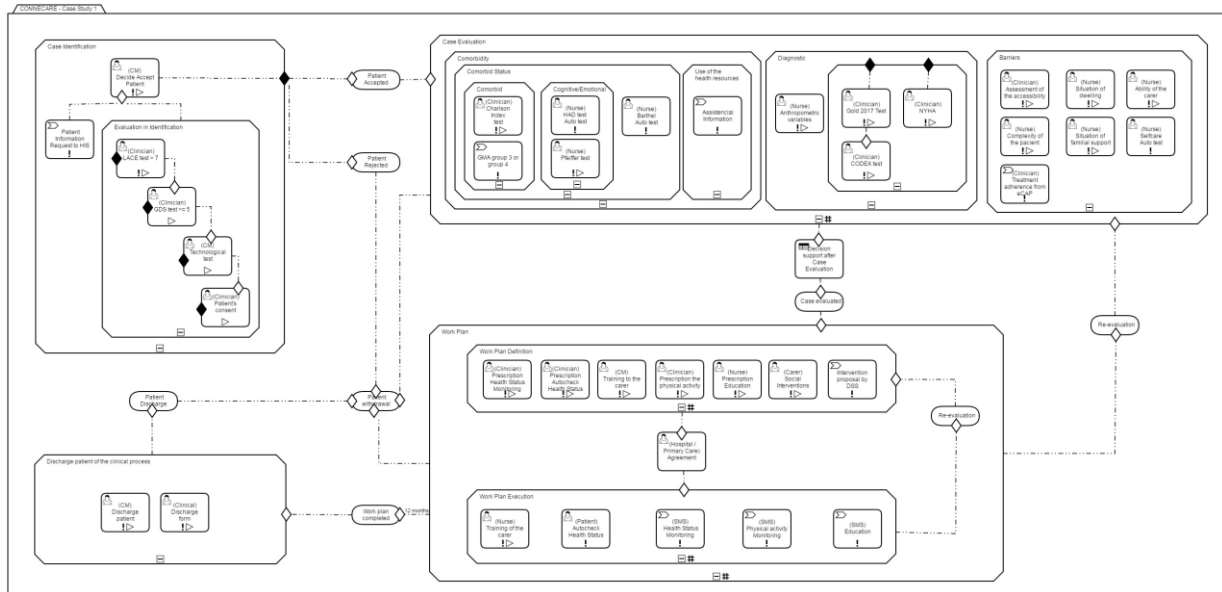 CONNECARE - Case Study 1
Case Identification
(CM)
Decide Accept
Patient
Patient
Information
Request to HIS
Evaluation in Identification
(Clinician)
LACE test > 7
(Clinician)
GDS test >= 5
(CM)
Technological
test
(Clinician)
Patient's
consent
Patient
Accepted
Patient
Rejected
Case Evaluation
Comorbidity
Comorbid Status
Comorbid
(Clinician)
Charlson
Index
test
GMA group 3 or
group 4
Cognitive/Emotional
(Nurse)
HAD test
Auto test
(Nurse)
Pfeiffer test
(Nurse)
Barthel
Auto test
Use of the
health resources
Assidencial
Information
Diagnostic
(Nurse)
Anthropometric
variables
(Clinician)
Gold 2017 Test
(Clinician)
NYHA
(Clinician)
CODEX test
Barriers
(Clinician)
Assessment of
the accessibility
(Nurse)
Situation of
dwelling
(Nurse)
Ability of the
carer
(Nurse)
Complexity of the
pacient
(Nurse)
Situation of
familial support
(Nurse)
Selfcare
Auto test
(Clinician)
Treatment
adherence from
eCAP
Decision
support after
Case
Evaluation
Case evaluated
Re-evaluation
Work Plan
Work Plan Definition
(Clinician)
Prescription
Health Status
Monitoring
(Clinician)
Prescription
Autocheck
Health Status
(CM)
Training to the
carer
(Clinician)
Prescription the
physical activity
(Nurse)
Prescription
Education
(Carer)
Social
Interventions
Intervention
proposal by
DSS
Re-evaluation
(Hospital /
Primary Care)
Agreement
Work Plan Execution
(Nurse)
Training of the
carer
(Patient)
Autocheck
Health Status
(SMS)
Health Status
Monitoring
(SMS)
Physical activity
Monitoring
(SMS)
Education
Patient
Discharge
Patient
withdrawal
Discharge patient of the clinical process
(CM)
Discharge
patient
(Clinical)
Discharge
form
Work plan
completed
12 months